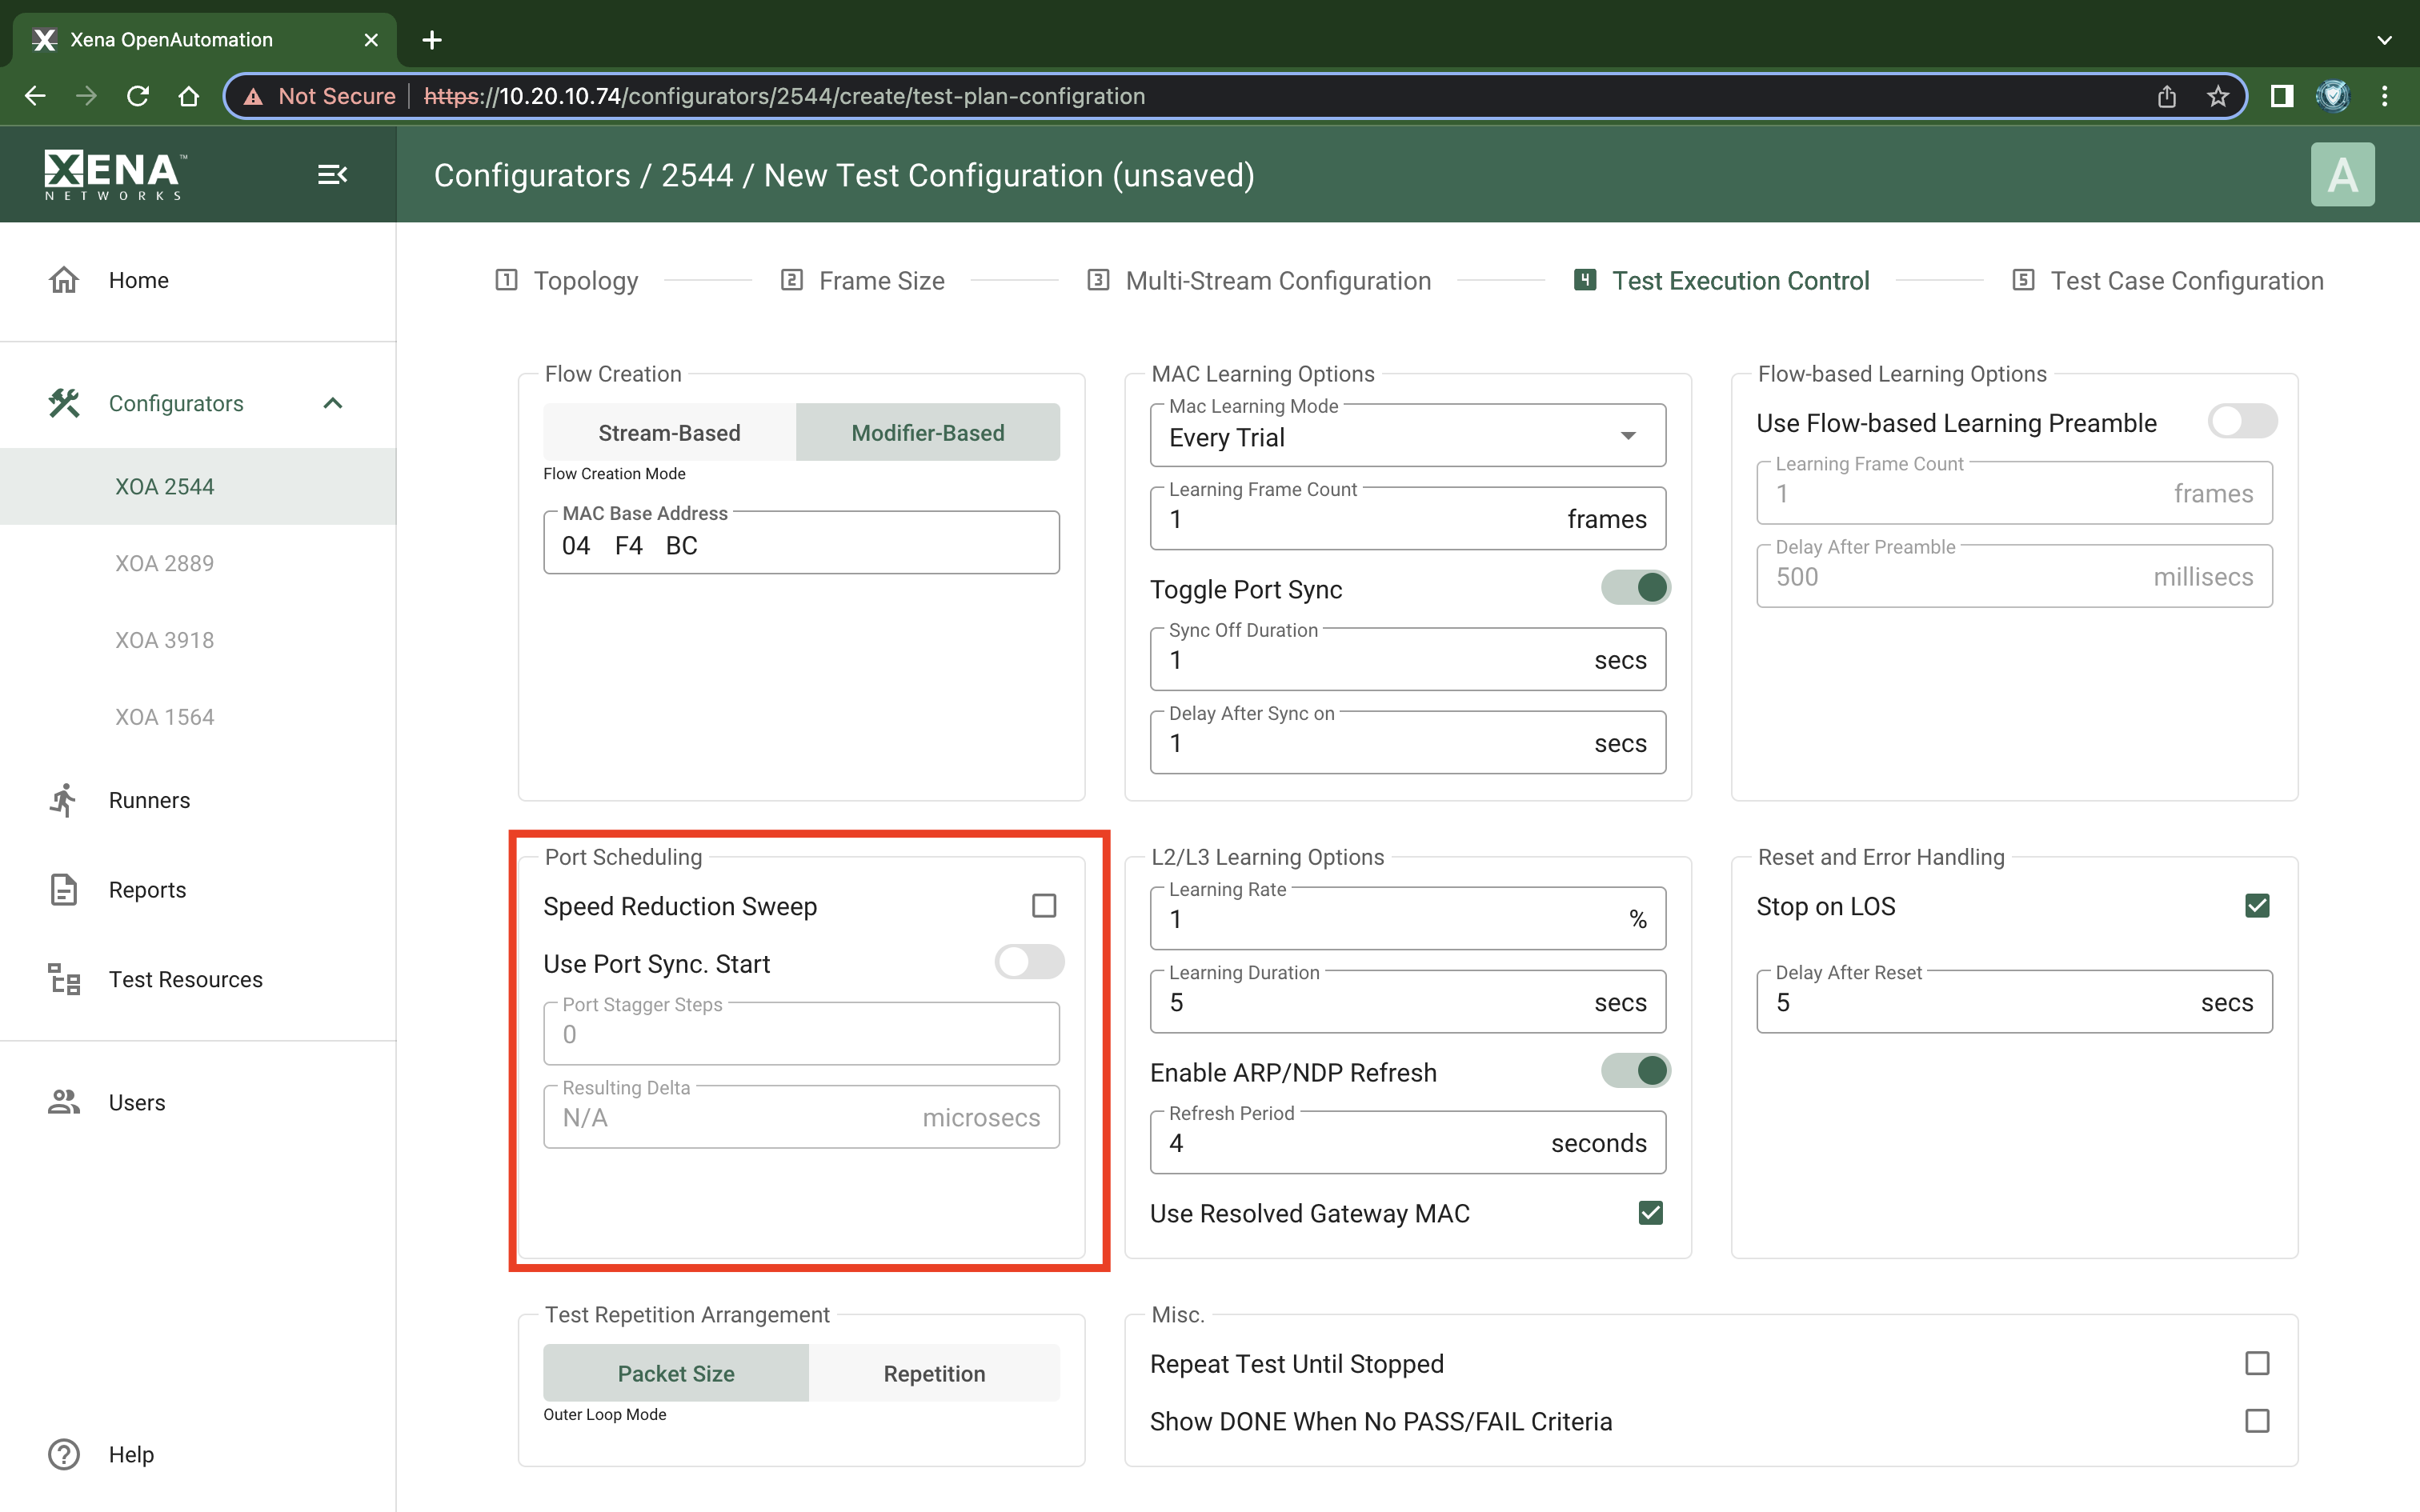 Xena OpenAutomation
Not Secure https://10.20.10.74/configurators/2544/create/test-plan-configration
XENA™
NETWORKS
Configurators / 2544 / New Test Configuration (unsaved)
A
Home
Configurators
XOA 2544
XOA 2889
XOA 3918
XOA 1564
Runners
Reports
Test Resources
Users
Help
1 Topology
2 Frame Size
3 Multi-Stream Configuration
4 Test Execution Control
5 Test Case Configuration
Flow Creation
Stream-Based Modifier-Based
Flow Creation Mode
MAC Base Address
04 F4 BC
MAC Learning Options
Mac Learning Mode
Every Trial
Learning Frame Count
1 frames
Toggle Port Sync
Sync Off Duration
1 secs
Delay After Sync on
1 secs
Flow-based Learning Options
Use Flow-based Learning Preamble
Learning Frame Count
1 frames
Delay After Preamble
500 millisecs
Port Scheduling
Speed Reduction Sweep
Use Port Sync. Start
Port Stagger Steps
0
Resulting Delta
N/A microsecs
L2/L3 Learning Options
Learning Rate
1 %
Learning Duration
5 secs
Enable ARP/NDP Refresh
Refresh Period
4 seconds
Use Resolved Gateway MAC
Reset and Error Handling
Stop on LOS
Delay After Reset
5 secs
Test Repetition Arrangement
Packet Size Repetition
Outer Loop Mode
Misc.
Repeat Test Until Stopped
Show DONE When No PASS/FAIL Criteria